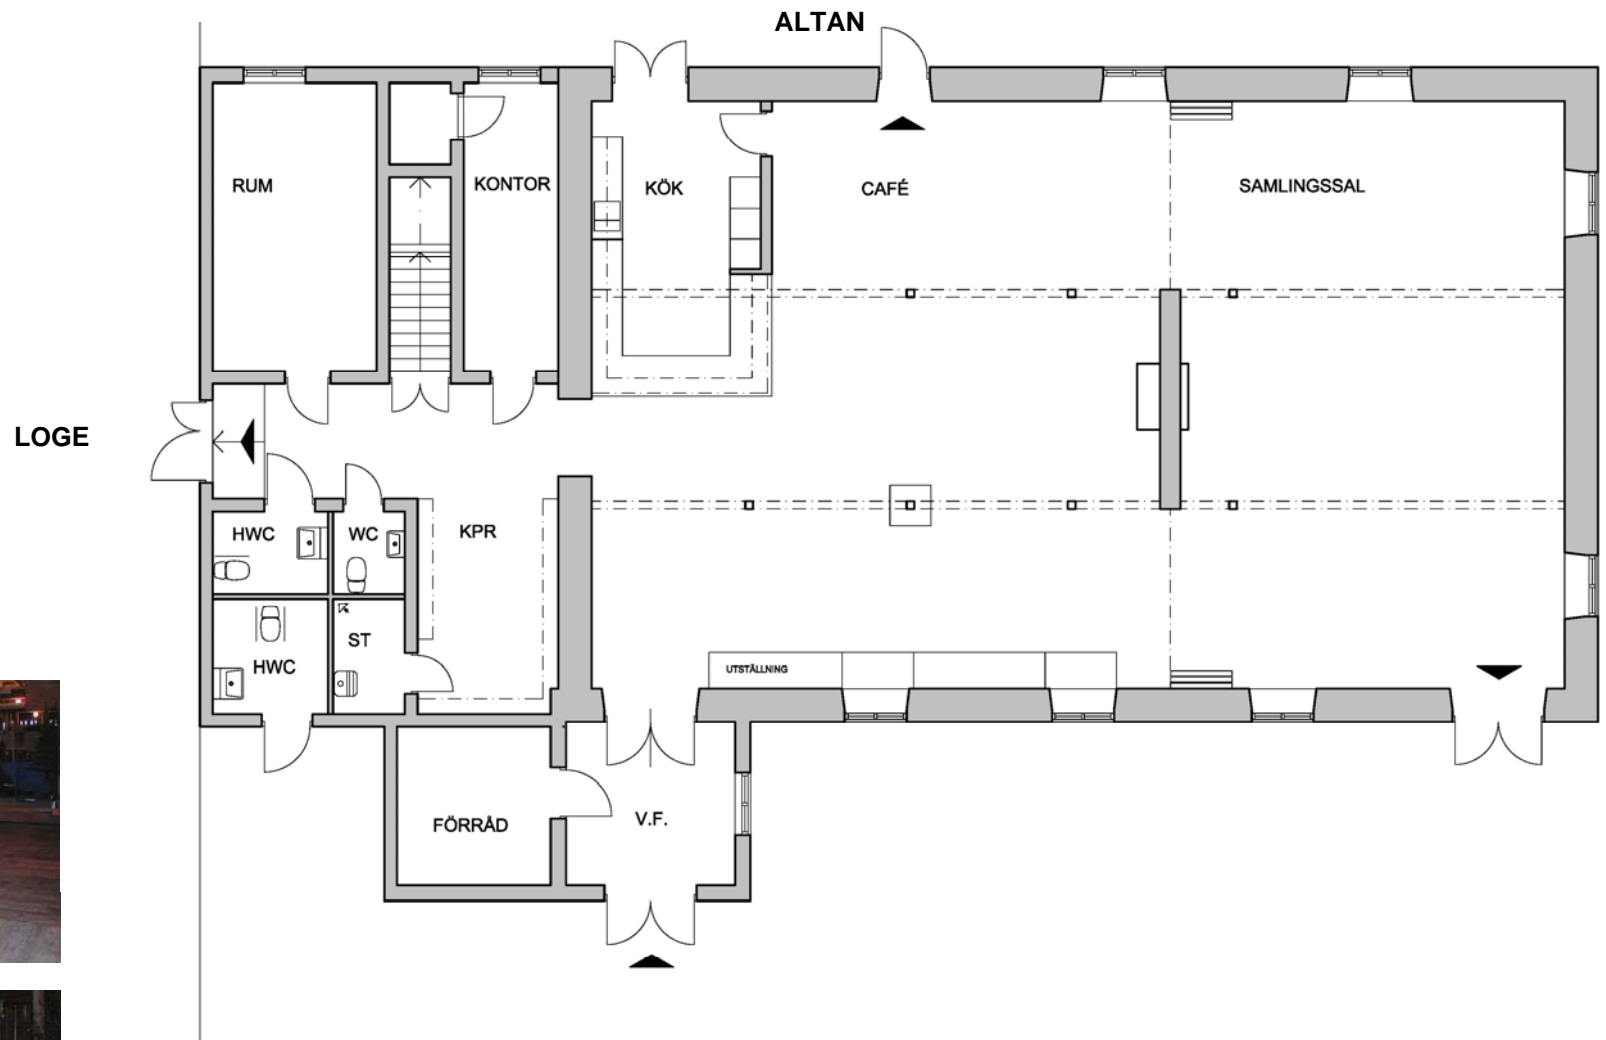 ALTAN
RUM
KONTOR
KÖK
CAFÉ
SAMLINGSSAL
LOGE
HWC
WC
KPR
ST
HWC
UTSTÄLLNING
FÖRRÅD
V.F.